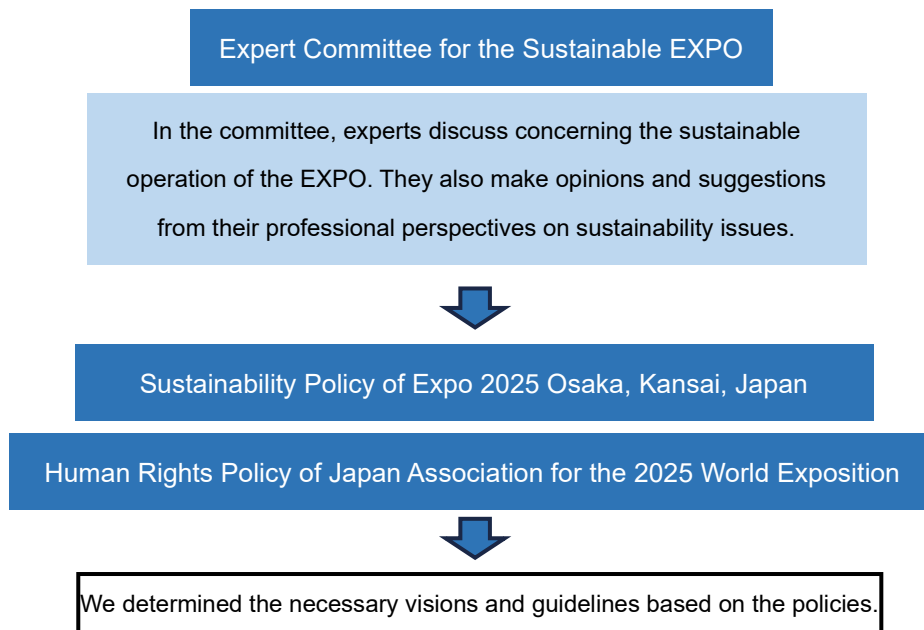 Expert Committee for the Sustainable EXPO
In the committee, experts discuss concerning the sustainable
operation of the EXPO. They also make opinions and suggestions
from their professional perspectives on sustainability issues.
Sustainability Policy of Expo 2025 Osaka, Kansai, Japan
Human Rights Policy of Japan Association for the 2025 World Exposition
We determined the necessary visions and guidelines based on the policies.